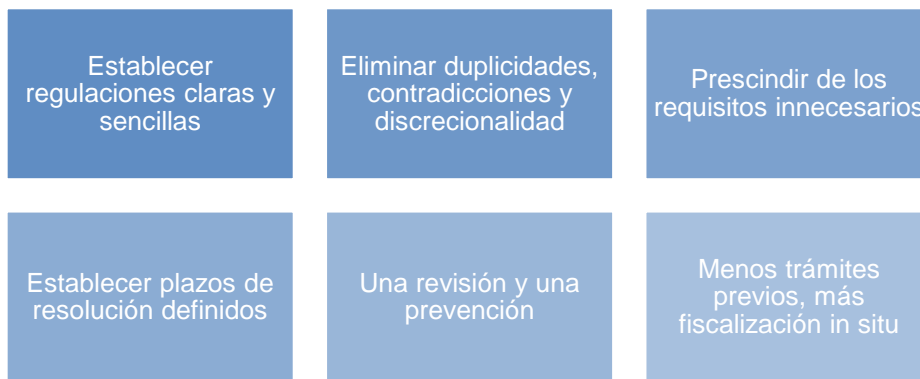 Establecer
regulaciones claras y
sencillas
Eliminar duplicidades,
contradicciones y
discrecionalidad
Prescindir de los
requisitos innecesarios
Establecer plazos de
resolución definidos
Una revisión y una
prevención
Menos trámites
previos, más
fiscalización in situ